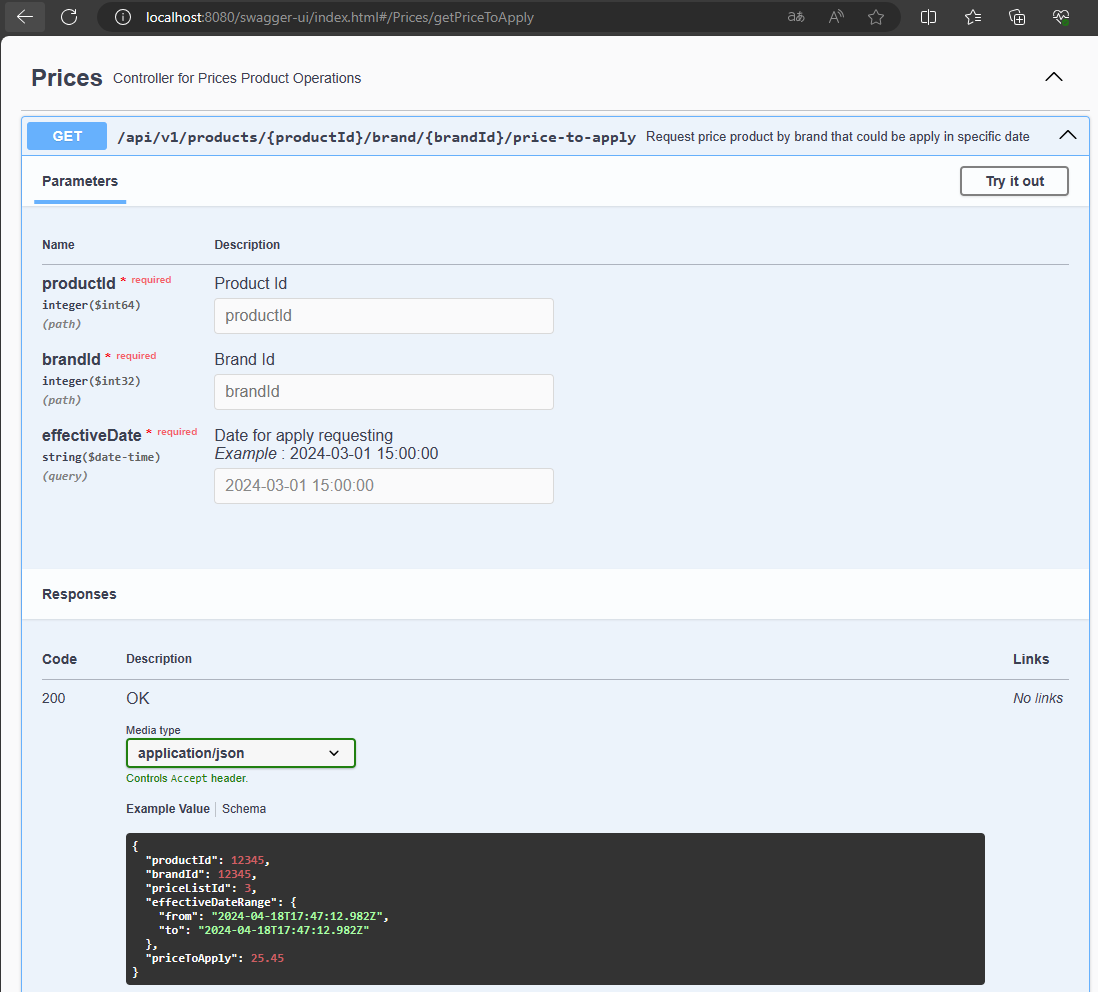 localhost:8080/swagger-ui/index.html#/Prices/getPriceToApply
Prices Controller for Prices Product Operations
GET /api/v1/products/{productId}/brand/{brandId}/price-to-apply Request price product by brand that could be apply in specific date
Parameters Try it out
Name Description
productId * required Product Id
integer($int64) productId
(path)
brandId * required Brand Id
integer($int32) brandId
(path)
effectiveDate * required Date for apply requesting
string($date-time) Example : 2024-03-01 15:00:00
(query) 2024-03-01 15:00:00
Responses
Code Description Links
200 OK No links
Media type
application/json
Controls Accept header.
Example Value Schema
{
"productId": 12345,
"brandId": 12345,
"priceListId": 3,
"effectiveDateRange": {
"from": "2024-04-18T17:47:12.982Z",
"to": "2024-04-18T17:47:12.982Z"
},
"priceToApply": 25.45
}